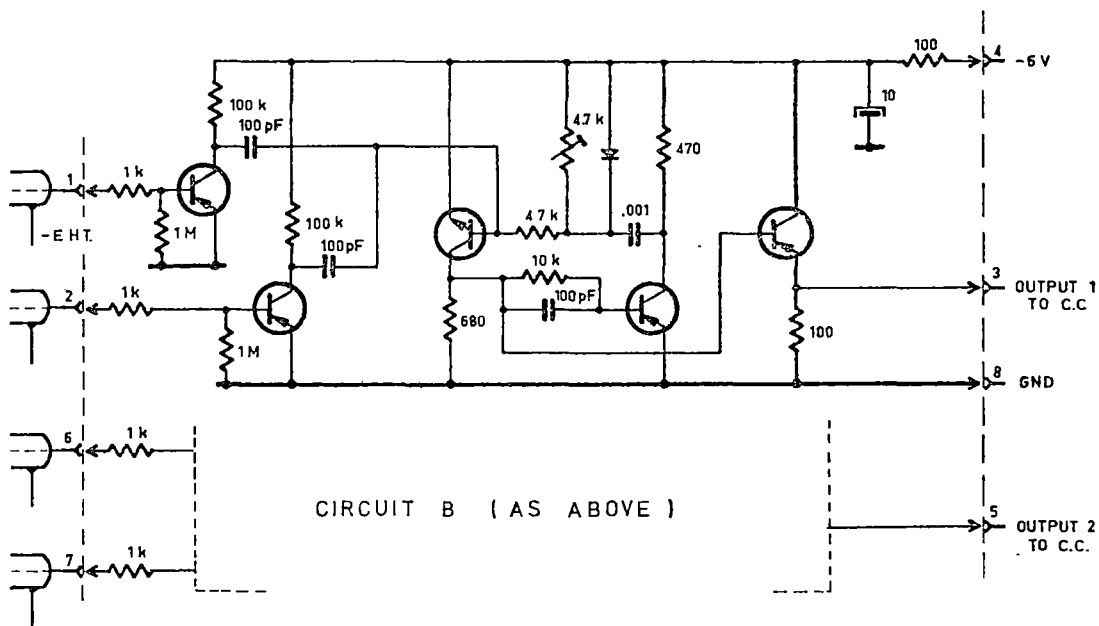 100
4
-6 V
10
100 k
100 pF
4.7 k
470
1
1 k
-E HT.
1 M
100 k
100 pF
4.7 k
.001
2
1k
10 k
100 pF
680
1 M
3
OUTPUT 1
TO C.C
100
8
GND
6
1 k
CIRCUIT B ( AS ABOVE )
5
OUTPUT 2
TO C.C.
7
1 k